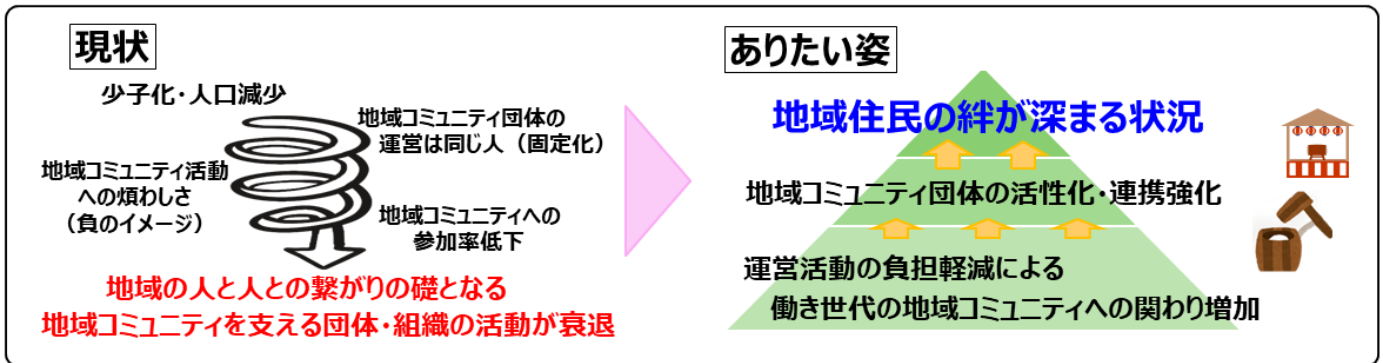 現状
少子化・人口減少
地域コミュニティ団体の
運営は同じ人（固定化）
地域コミュニティ活動
への煩わしさ
（負のイメージ）
地域コミュニティへの
参加率低下
地域の人と人との繋がりの礎となる
地域コミュニティを支える団体・組織の活動が衰退
ありたい姿
地域住民の絆が深まる状況
地域コミュニティ団体の活性化・連携強化
運営活動の負担軽減による
働き世代の地域コミュニティへの関わり増加